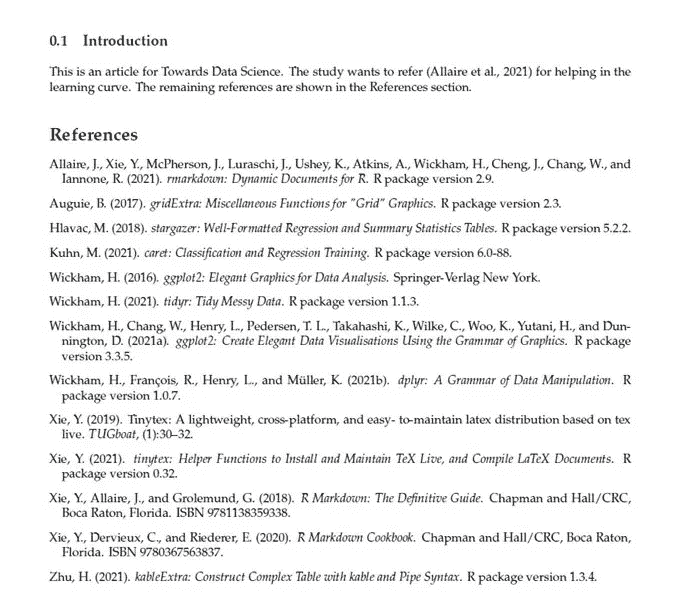 0.1 Introduction
This is an article for Towards Data Science. The study wants to refer (Allaire et al., 2021) for helping in the
learning curve. The remaining references are shown in the References section.
References
Allaire, J., Xie, Y., McPherson, J., Luraschi, J., Ushey, K., Atkins, A., Wickham, H., Cheng, J., Chang, W., and
Iannone, R. (2021). rmarkdown: Dynamic Documents for R. R package version 2.9.
Auguie, B. (2017). gridExtra: Miscellaneous Functions for "Grid" Graphics. R package version 2.3.
Hlavac, M. (2018). stargazer: Well-Formatted Regression and Summary Statistics Tables. R package version 5.2.2.
Kuhn, M. (2021). caret: Classification and Regression Training. R package version 6.0-88.
Wickham, H. (2016). ggplot2: Elegant Graphics for Data Analysis. Springer-Verlag New York.
Wickham, H. (2021). tidyr: Tidy Messy Data. R package version 1.1.3.
Wickham, H., Chang, W., Henry, L., Pedersen, T. L., Takahashi, K., Wilke, C., Woo, K., Yutani, H., and Dun-
nington, D. (2021a). ggplot2: Create Elegant Data Visualisations Using the Grammar of Graphics. R package
version 3.3.5.
Wickham, H., François, R., Henry, L., and Müller, K. (2021b). dplyr: A Grammar of Data Manipulation. R
package version 1.0.7.
Xie, Y. (2019). Tinytex: A lightweight, cross-platform, and easy- to-maintain latex distribution based on tex
live. TUGboat, (1):30–32.
Xie, Y. (2021). tinytex: Helper Functions to Install and Maintain TeX Live, and Compile LaTeX Documents. R
package version 0.32.
Xie, Y., Allaire, J., and Grolemund, G. (2018). R Markdown: The Definitive Guide. Chapman and Hall/CRC,
Boca Raton, Florida. ISBN 9781138359338.
Xie, Y., Dervieux, C., and Riederer, E. (2020). R Markdown Cookbook. Chapman and Hall/CRC, Boca Raton,
Florida. ISBN 9780367563837.
Zhu, H. (2021). kableExtra: Construct Complex Table with kable and Pipe Syntax. R package version 1.3.4.